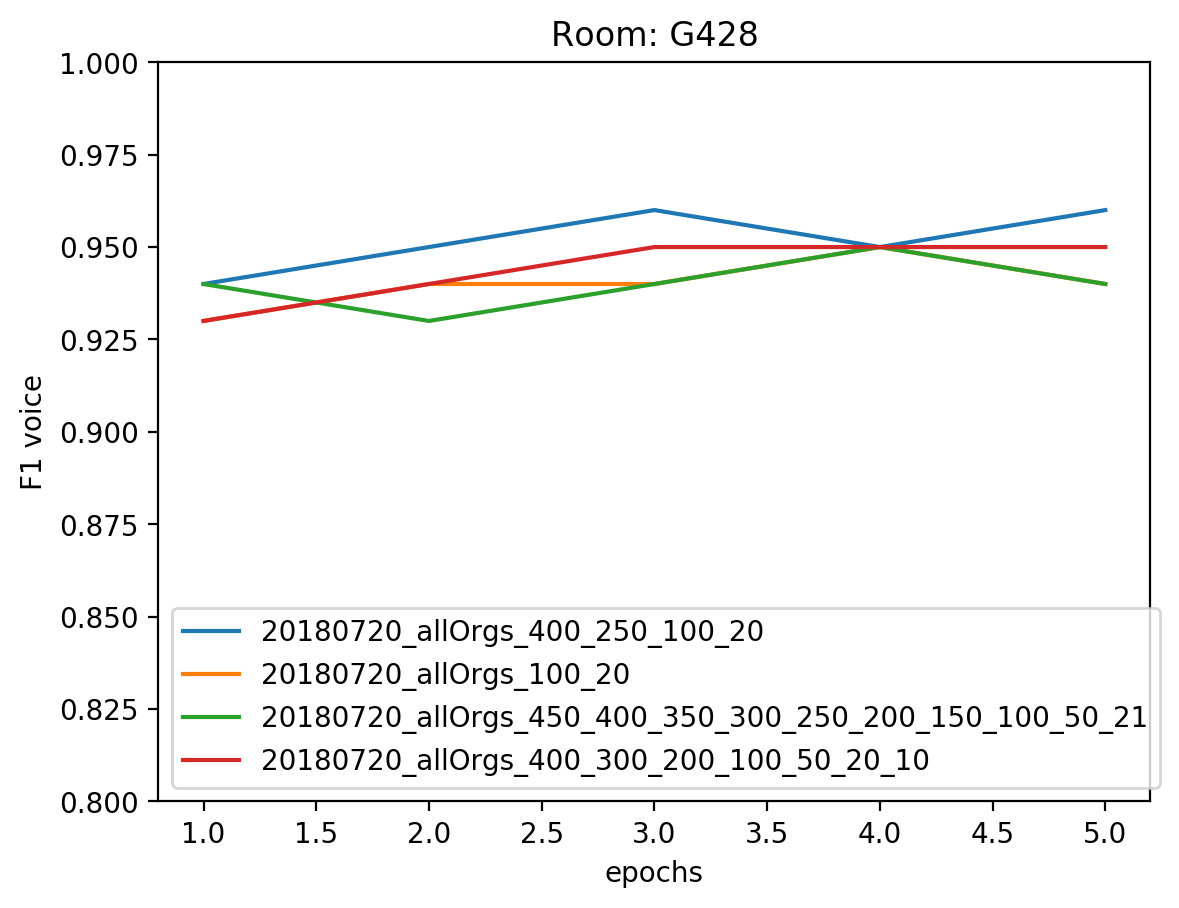 Room: G428
1.000
0.975
0.950
0.925
0.900
0.875
0.850
0.825
0.800
F1 voice
20180720_allOrgs_400_250_100_20
20180720_allOrgs_100_20
20180720_allOrgs_450_400_350_300_250_200_150_100_50_21
20180720_allOrgs_400_300_200_100_50_20_10
1.0 1.5 2.0 2.5 3.0 3.5 4.0 4.5 5.0
epochs